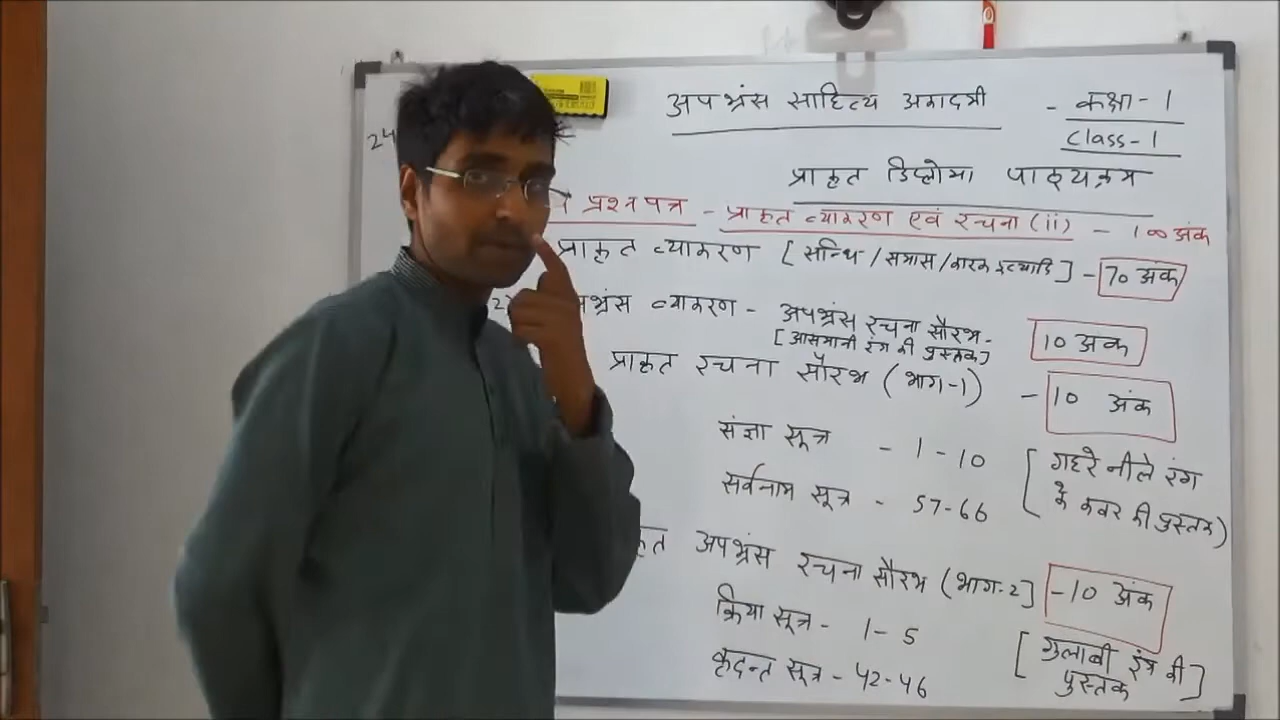 अपभ्रंस साहित्य अकादमी - कक्षा - 1
Class - 1
प्राकृत डिप्लोमा पाठ्यक्रम
24
प्रश्नपत्र - प्राकृत व्याकरण एवं रचना (ii) - 100 अंक
प्राकृत व्याकरण [सन्धि/समास/कारक इत्यादि] - 70 अंक
2) व्याकरण - अपभ्रंस रचना सौरभ - 10 अंक
[आसमानी रंग की पुस्तक]
प्राकृत रचना सौरभ (भाग-1) - 10 अंक
संज्ञा सूत्र - 1-10 [गहरे नीले रंग
सर्वनाम सूत्र - 57-66 के कवर की पुस्तक)
अपभ्रंस रचना सौरभ (भाग-2] - 10 अंक
क्रिया सूत्र - 1-5 [गुलाबी रंग की
कृदन्त सूत्र - 42-46 पुस्तक]